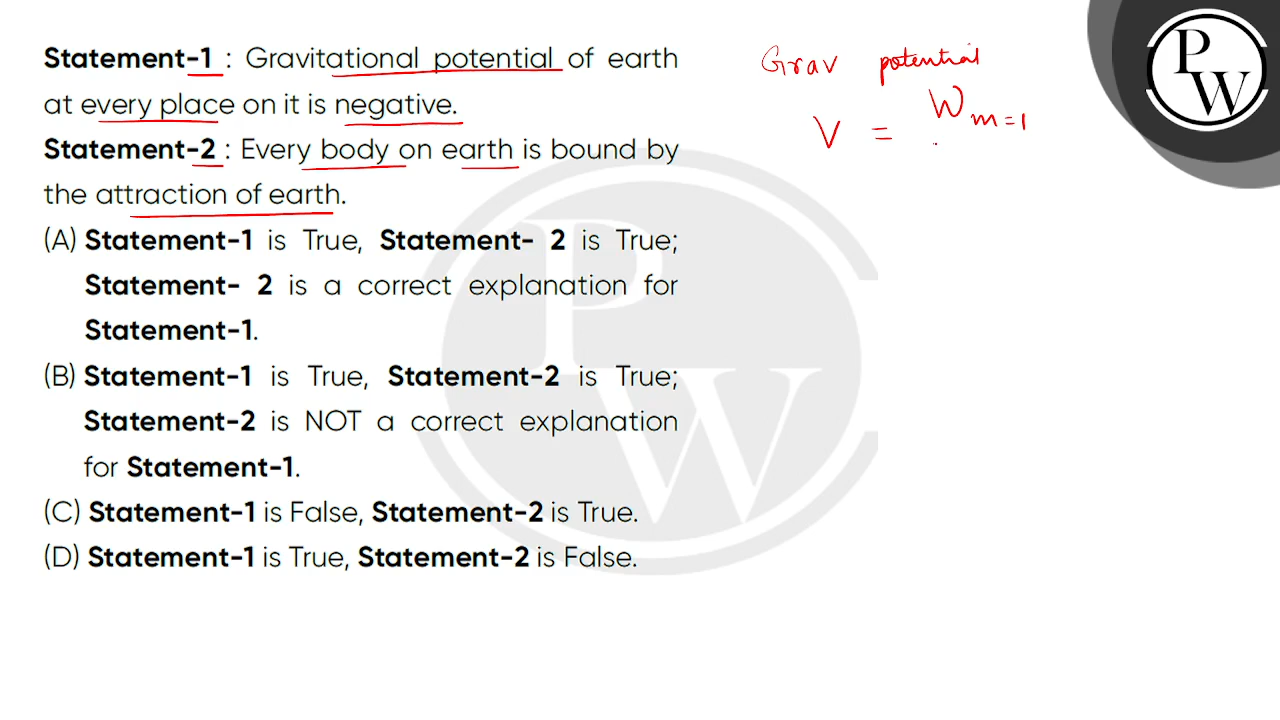 Statement-1 : Gravitational potential of earth
at every place on it is negative.
Statement-2 : Every body on earth is bound by
the attraction of earth.
(A) Statement-1 is True, Statement- 2 is True;
Statement- 2 is a correct explanation for
Statement-1.
(B) Statement-1 is True, Statement-2 is True;
Statement-2 is NOT a correct explanation
for Statement-1.
(C) Statement-1 is False, Statement-2 is True.
(D) Statement-1 is True, Statement-2 is False.
Grav potential
V = W m=1
P
W
P
W